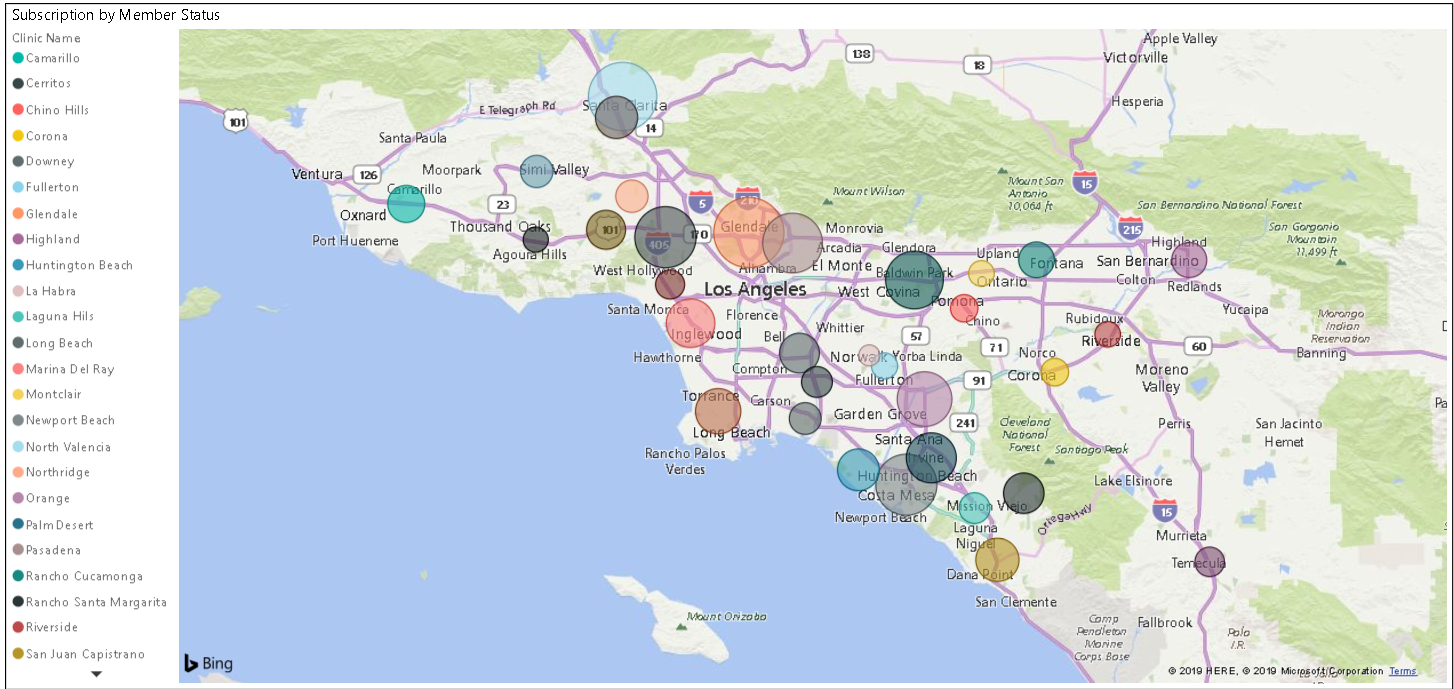 Subscription by Member Status
Clinic Name
Camarillo
Cerritos
Chino Hills
Corona
Downey
Fullerton
Glendale
Highland
Huntington Beach
La Habra
Laguna Hils
Long Beach
Marina Del Ray
Montclair
Newport Beach
North Valencia
Northridge
Orange
Palm Desert
Pasadena
Rancho Cucamonga
Rancho Santa Margarita
Riverside
San Juan Capistrano
Apple Valley
138
18
Victorville
Hesperia
Santa Clarita
E Telegraph Rd
101
14
Santa Paula
Ventura
126
Moorpark
Simi Valley
Camarillo
Oxnard
23
Port Hueneme
Thousand Oaks
Agoura Hills
101
405
170
5
210
Glendale
Mount Wilson
Mount San
Antonio
10,064 ft
15
San Bernardino National Forest
215
San Gorgonio
Mountain
11,499 ft
Monrovia
Arcadia
Glendora
Alhambra
El Monte
Baldwin Park
Upland
Fontana
Highland
San Bernardino
West Hollywood
Los Angeles
West Covina
Ontario
Colton
Redlands
Pomona
Chino
Santa Monica
Florence
Inglewood
Bell
Whittier
57
71
Rubidoux
Riverside
60
Yucaipa
Morongo
Indian
Reservation
Banning
Hawthorne
Compton
Norwalk
Yorba Linda
Fullerton
Norco
Corona
91
Moreno
Valley
Torrance
Carson
Garden Grove
241
Cleveland
National
Forest
Perris
San Jacinto
Hemet
Pa
Long Beach
Rancho Palos
Verdes
Santa Ana
Irvine
Santiago Peak
Huntington Beach
Costa Mesa
Newport Beach
Mission Viejo
Lake Elsinore
Ortega Hwy
15
Laguna
Niguel
Murrieta
Temecula
Dana Point
San Clemente
Mount Orizaba
Camp
Pendleton
Marine
Corps Base
Fallbrook
Pala
I.R.
Bing
© 2019 HERE, © 2019 Microsoft Corporation Terms